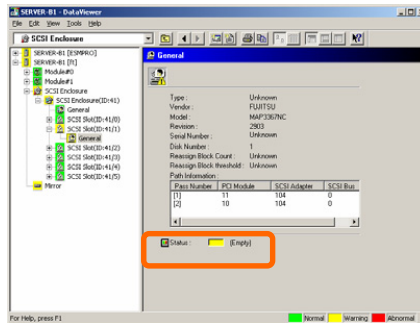 SERVER-B1 - DataViewer
File Edit View Tools Help
SCSI Enclosure
SERVER-B1 [ESMPRO]
SERVER-B1 [ft]
Module#0
Module#1
SCSI Enclosure
SCSI Enclosure(ID:41)
General
SCSI Slot(ID:41/0)
SCSI Slot(ID:41/1)
General
SCSI Slot(ID:41/2)
SCSI Slot(ID:41/3)
SCSI Slot(ID:41/4)
SCSI Slot(ID:41/5)
Mirror
General
Type : Unknown
Vendor : FUJITSU
Model : MAP3367NC
Revision : 2903
Serial Number : Unknown
Disk Number : 1
Reassign Block Count : Unknown
Reassign Block threshold : Unknown
Path Information :
Pass Number PCI Module SCSI Adapter SCSI Bus
[1] 11 104 0
[2] 10 104 0
Status : (Empty)
For Help, press F1
Normal Warning Abnormal